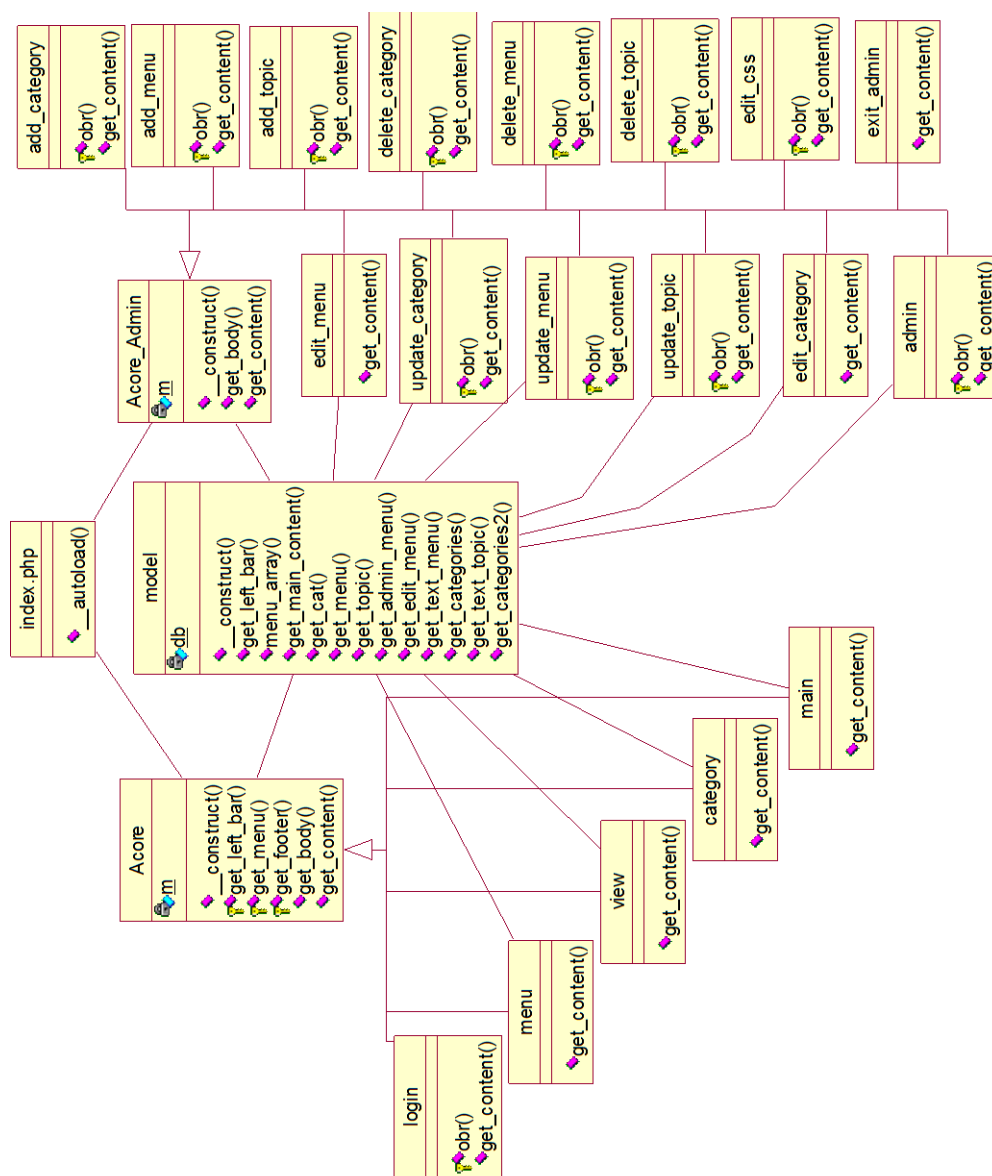 index.php
__autoload()
add_category
obr()
get_content()
Acore
m
__construct()
get_left_bar()
get_menu()
get_footer()
get_body()
get_content()
model
db
__construct()
get_left_bar()
menu_array()
get_main_content()
get_cat()
get_menu()
get_topic()
get_admin_menu()
get_edit_menu()
get_text_menu()
get_categories()
get_text_topic()
get_categories2()
Acore_Admin
m
__construct()
get_body()
get_content()
add_menu
obr()
get_content()
add_topic
obr()
get_content()
edit_menu
get_content()
delete_category
obr()
get_content()
login
obr()
get_content()
update_category
obr()
get_content()
delete_menu
obr()
get_content()
menu
get_content()
update_menu
obr()
get_content()
delete_topic
obr()
get_content()
view
get_content()
update_topic
obr()
get_content()
edit_css
obr()
get_content()
category
get_content()
edit_category
get_content()
exit_admin
get_content()
main
get_content()
admin
obr()
get_content()